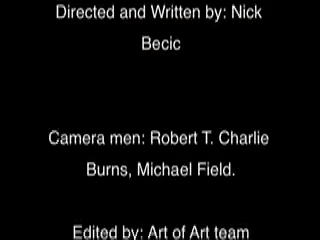 Directed and Written by: Nick
Becic
Camera men: Robert T. Charlie
Burns, Michael Field.
Edited by: Art of Art team